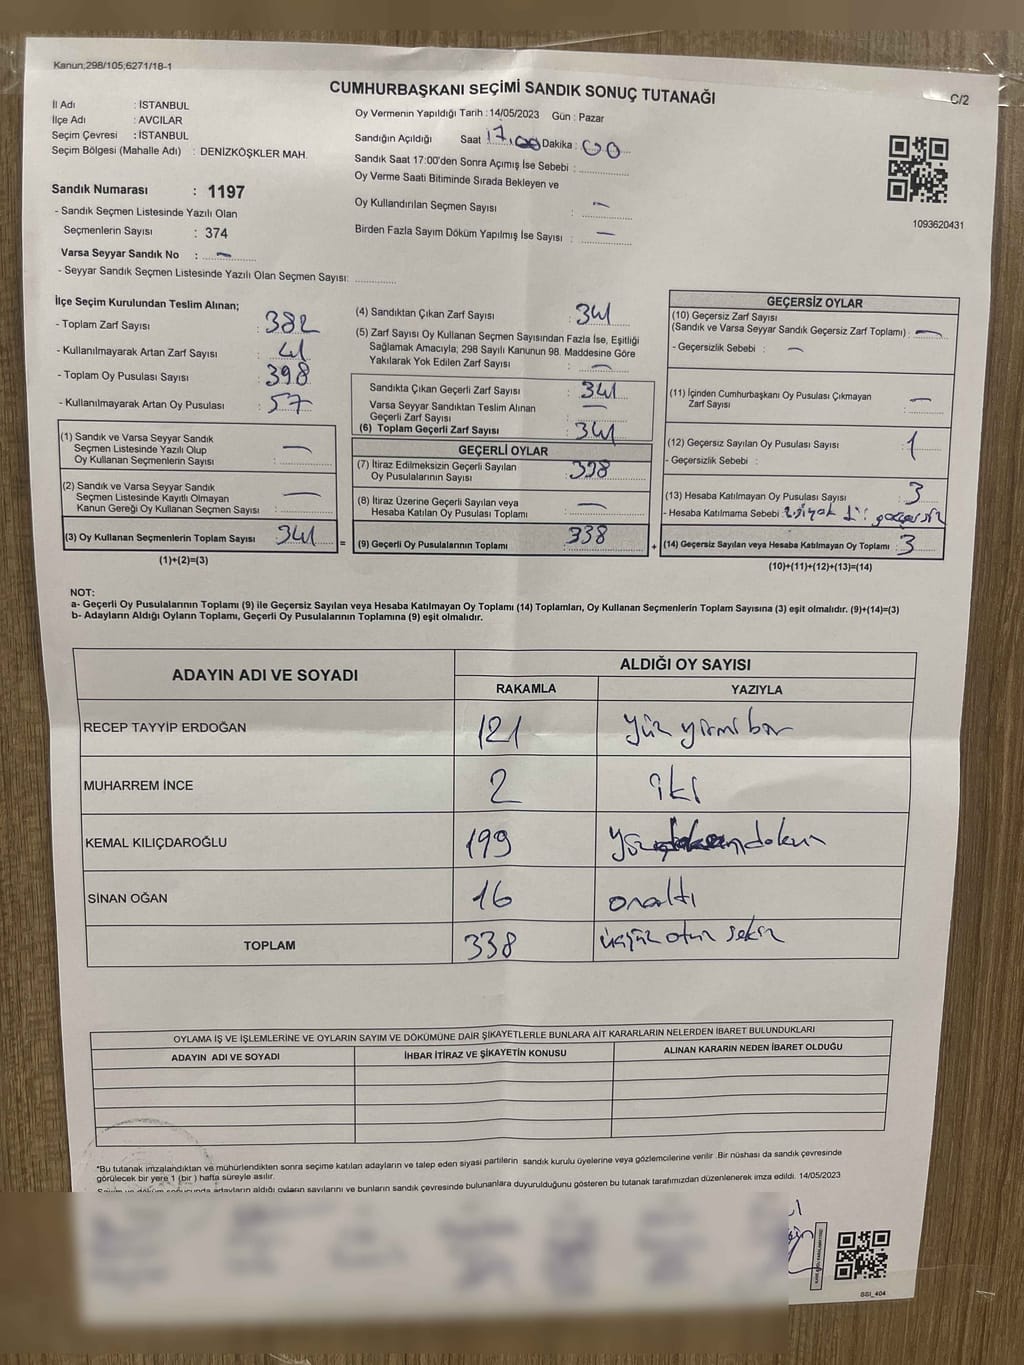 Kanun;298/105;6271/18-1
CUMHURBAŞKANI SEÇİMİ SANDIK SONUÇ TUTANAĞI
C/2
İl Adı : İSTANBUL
İlçe Adı : AVCILAR
Seçim Çevresi : İSTANBUL
Seçim Bölgesi (Mahalle Adı) : DENİZKÖŞKLER MAH.
Oy Vermenin Yapıldığı Tarih : 14/05/2023 Gün : Pazar
Sandığın Açıldığı Saat 17.00 Dakika : 00
Sandık Saat 17:00'den Sonra Açımış İse Sebebi :
Oy Verme Saati Bitiminde Sırada Bekleyen ve
Oy Kullandırılan Seçmen Sayısı : —
Birden Fazla Sayım Döküm Yapılmış İse Sayısı : —
1093620431
Sandık Numarası : 1197
- Sandık Seçmen Listesinde Yazılı Olan
Seçmenlerin Sayısı : 374
Varsa Seyyar Sandık No : —
- Seyyar Sandık Seçmen Listesinde Yazılı Olan Seçmen Sayısı:
İlçe Seçim Kurulundan Teslim Alınan;
- Toplam Zarf Sayısı : 382
- Kullanılmayarak Artan Zarf Sayısı : 41
- Toplam Oy Pusulası Sayısı : 398
- Kullanılmayarak Artan Oy Pusulası : 57
(1) Sandık ve Varsa Seyyar Sandık
Seçmen Listesinde Yazılı Olup
Oy Kullanan Seçmenlerin Sayısı : —
(2) Sandık ve Varsa Seyyar Sandık
Seçmen Listesinde Kayıtlı Olmayan
Kanun Gereği Oy Kullanan Seçmen Sayısı : —
(3) Oy Kullanan Seçmenlerin Toplam Sayısı 341
(1)+(2)=(3)
(4) Sandıktan Çıkan Zarf Sayısı : 341
(5) Zarf Sayısı Oy Kullanan Seçmen Sayısından Fazla İse, Eşitliği
Sağlamak Amacıyla; 298 Sayılı Kanunun 98. Maddesine Göre
Yakılarak Yok Edilen Zarf Sayısı : —
Sandıkta Çıkan Geçerli Zarf Sayısı : 341
Varsa Seyyar Sandıktan Teslim Alınan
Geçerli Zarf Sayısı : —
(6) Toplam Geçerli Zarf Sayısı : 341
GEÇERLİ OYLAR
(7) İtiraz Edilmeksizin Geçerli Sayılan
Oy Pusulalarının Sayısı : 338
(8) İtiraz Üzerine Geçerli Sayılan veya
Hesaba Katılan Oy Pusulası Toplamı : —
= (9) Geçerli Oy Pusulalarının Toplamı : 338 +
GEÇERSİZ OYLAR
(10) Geçersiz Zarf Sayısı
(Sandık ve Varsa Seyyar Sandık Geçersiz Zarf Toplamı) : —
- Geçersizlik Sebebi : —
(11) İçinden Cumhurbaşkanı Oy Pusulası Çıkmayan
Zarf Sayısı : —
(12) Geçersiz Sayılan Oy Pusulası Sayısı : 1
- Geçersizlik Sebebi :
(13) Hesaba Katılmayan Oy Pusulası Sayısı : 3
- Hesaba Katılmama Sebebi : geçersiz
(14) Geçersiz Sayılan veya Hesaba Katılmayan Oy Toplamı : 3
(10)+(11)+(12)+(13)=(14)
NOT:
a- Geçerli Oy Pusulalarının Toplamı (9) ile Geçersiz Sayılan veya Hesaba Katılmayan Oy Toplamı (14) Toplamları, Oy Kullanan Seçmenlerin Toplam Sayısına (3) eşit olmalıdır. (9)+(14)=(3)
b- Adayların Aldığı Oyların Toplamı, Geçerli Oy Pusulalarının Toplamına (9) eşit olmalıdır.
ADAYIN ADI VE SOYADI
ALDIĞI OY SAYISI
RAKAMLA YAZIYLA
RECEP TAYYİP ERDOĞAN 121 yüz yirmi bir
MUHARREM İNCE 2 iki
KEMAL KILIÇDAROĞLU 199 yüz dokuz
SİNAN OĞAN 16 onaltı
TOPLAM 338 üçyüz otuz sekiz
OYLAMA İŞ VE İŞLEMLERİNE VE OYLARIN SAYIM VE DÖKÜMÜNE DAİR ŞİKAYETLERLE BUNLARA AİT KARARLARIN NELERDEN İBARET BULUNDUKLARI
ADAYIN ADI VE SOYADI İHBAR İTİRAZ VE ŞİKAYETİN KONUSU ALINAN KARARIN NEDEN İBARET OLDUĞU
*Bu tutanak imzalandıktan ve mühürlendikten sonra seçime katılan adayların ve talep eden siyasi partilerin sandık kurulu üyelerine veya gözlemcilerine verilir. Bir nüshası da sandık çevresinde
görülecek bir yere 1 (bir ) hafta süreyle asılır.
Sayım ve döküm sonucunda adayların aldığı oyların sayılarını ve bunların sandık çevresinde bulunanlara duyurulduğunu gösteren bu tutanak tarafımızdan düzenlenerek imza edildi. 14/05/2023
SSI_404